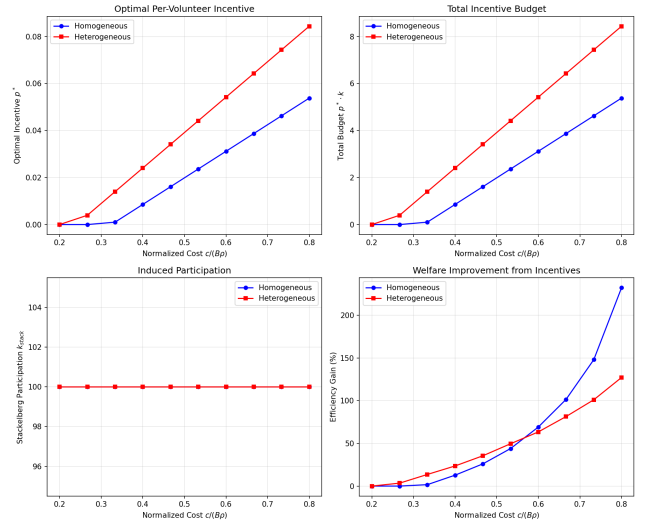 Optimal Per-Volunteer Incentive
Homogeneous
Heterogeneous
Optimal Incentive p*
0.08
0.06
0.04
0.02
0.00
0.2 0.3 0.4 0.5 0.6 0.7 0.8
Normalized Cost c/(Bp)
Total Incentive Budget
Homogeneous
Heterogeneous
Total Budget p* · k
8
6
4
2
0
0.2 0.3 0.4 0.5 0.6 0.7 0.8
Normalized Cost c/(Bp)
Induced Participation
Homogeneous
Heterogeneous
Stackelberg Participation k_stack
104
102
100
98
96
0.2 0.3 0.4 0.5 0.6 0.7 0.8
Normalized Cost c/(Bp)
Welfare Improvement from Incentives
Homogeneous
Heterogeneous
Efficiency Gain (%)
200
150
100
50
0
0.2 0.3 0.4 0.5 0.6 0.7 0.8
Normalized Cost c/(Bp)